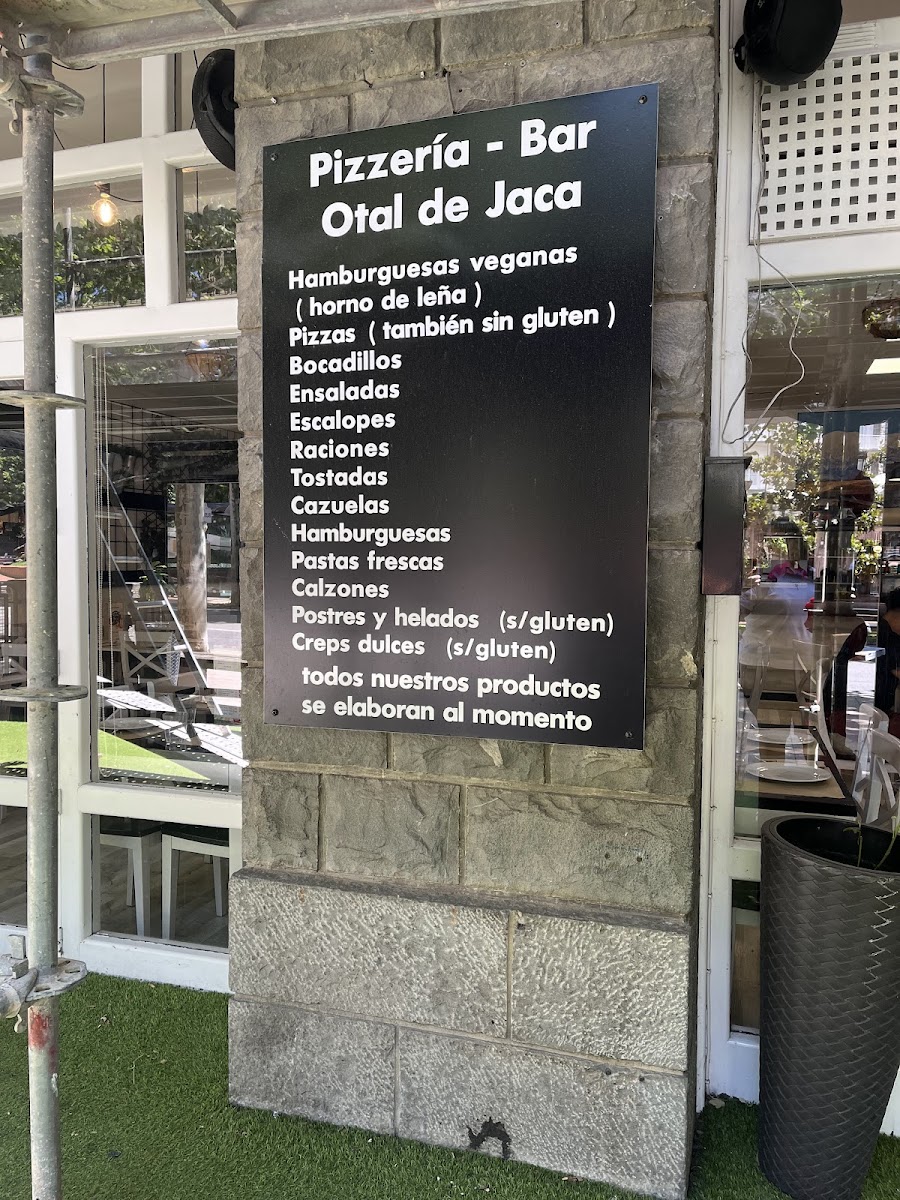 Pizzería - Bar
Otal de Jaca
Hamburguesas veganas
( horno de leña )
Pizzas ( también sin gluten )
Bocadillos
Ensaladas
Escalopes
Raciones
Tostadas
Cazuelas
Hamburguesas
Pastas frescas
Calzones
Postres y helados (s/gluten)
Creps dulces (s/gluten)
todos nuestros productos
se elaboran al momento